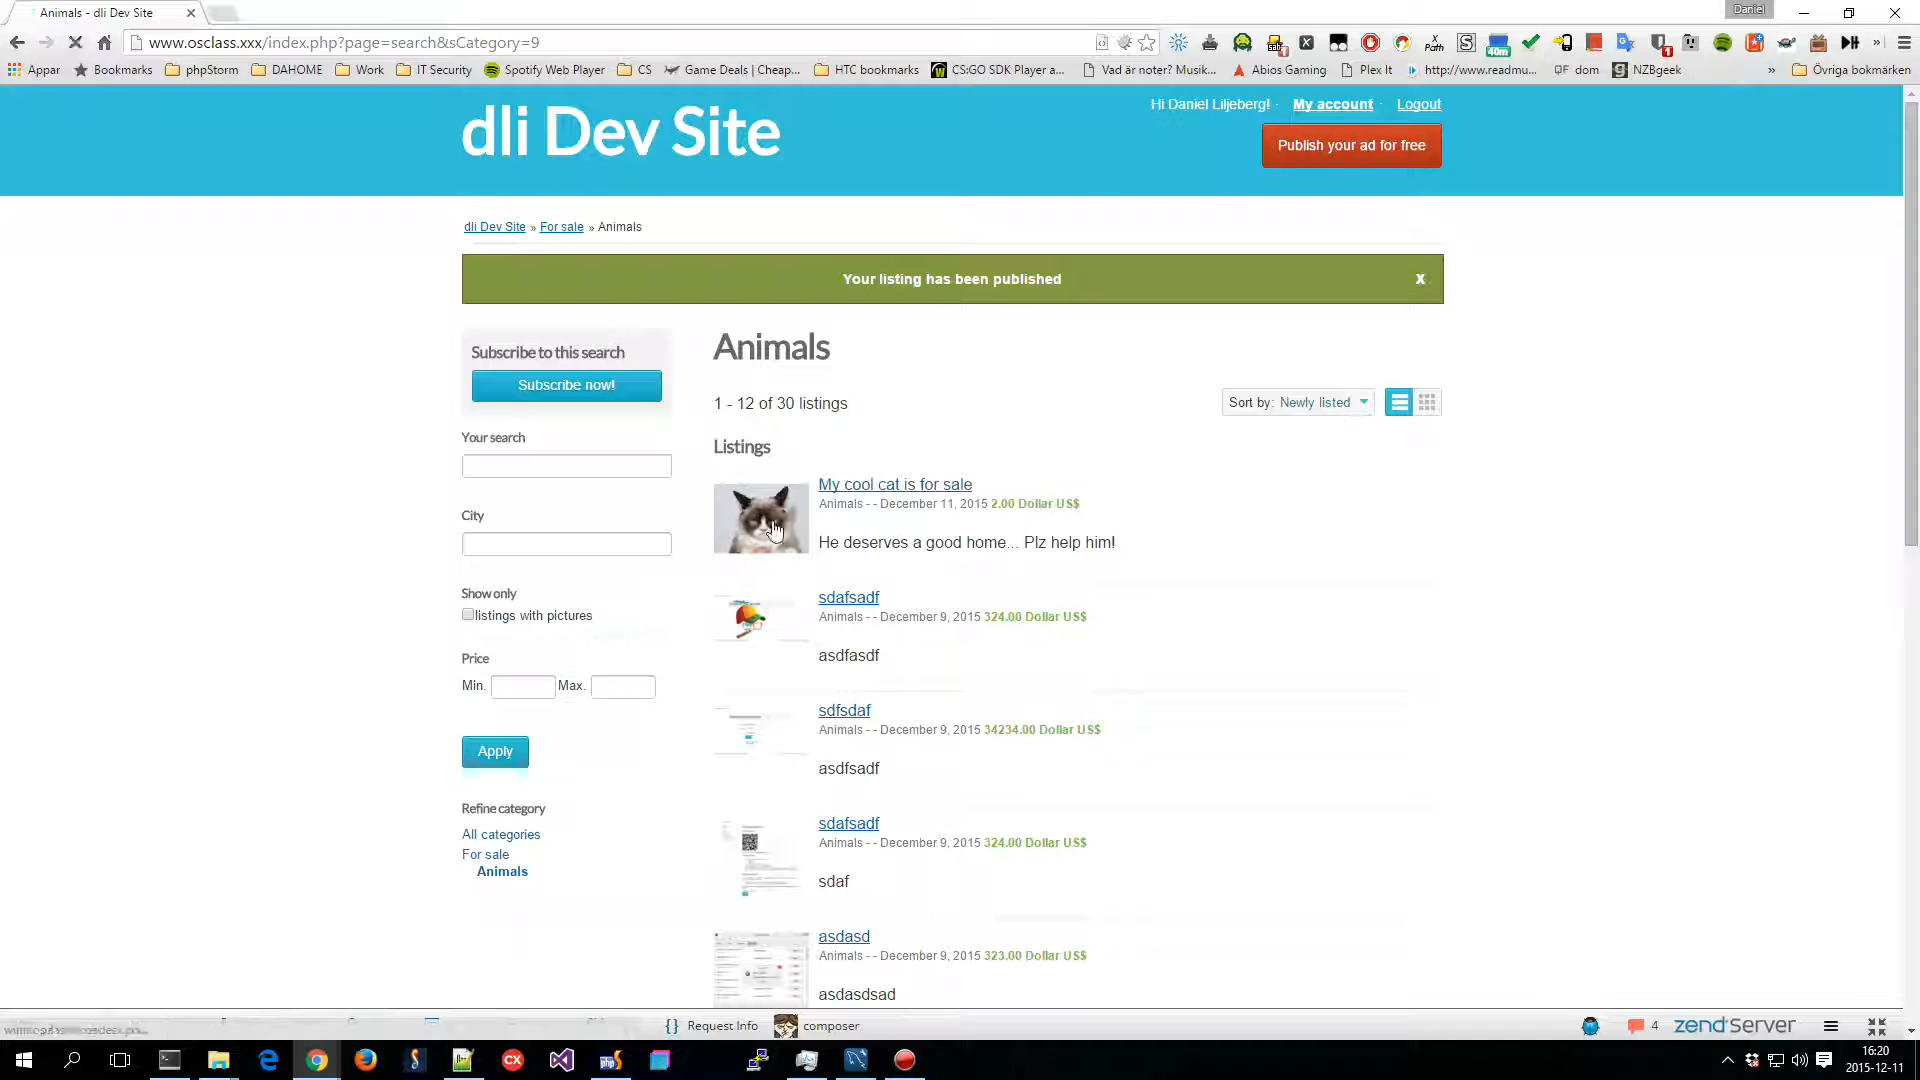 Animals - dli Dev Site
Daniel
www.osclass.xxx/index.php?page=search&sCategory=9
Appar
Bookmarks
phpStorm
DAHOME
Work
IT Security
Spotify Web Player
CS
Game Deals | Cheap...
HTC bookmarks
CS:GO SDK Player a...
Vad är noter? Musik...
Abios Gaming
Plex It
http://www.readmu...
QF dom
NZBgeek
»
Övriga bokmärken
dli Dev Site
Hi Daniel Liljeberg! · My account · Logout
Publish your ad for free
dli Dev Site » For sale » Animals
Your listing has been published
X
Subscribe to this search
Subscribe now!
Your search
City
Show only
listings with pictures
Price
Min.
Max.
Apply
Refine category
All categories
For sale
Animals
Animals
1 - 12 of 30 listings
Sort by: Newly listed
Listings
My cool cat is for sale
Animals - - December 11, 2015 2.00 Dollar US$
He deserves a good home... Plz help him!
sdafsadf
Animals - - December 9, 2015 324.00 Dollar US$
asdfasdf
sdfsdaf
Animals - - December 9, 2015 34234.00 Dollar US$
asdfsadf
sdafsadf
Animals - - December 9, 2015 324.00 Dollar US$
sdaf
asdasd
Animals - - December 9, 2015 323.00 Dollar US$
asdasdsad
{} Request Info
composer
4
zend Server
16:20
2015-12-11